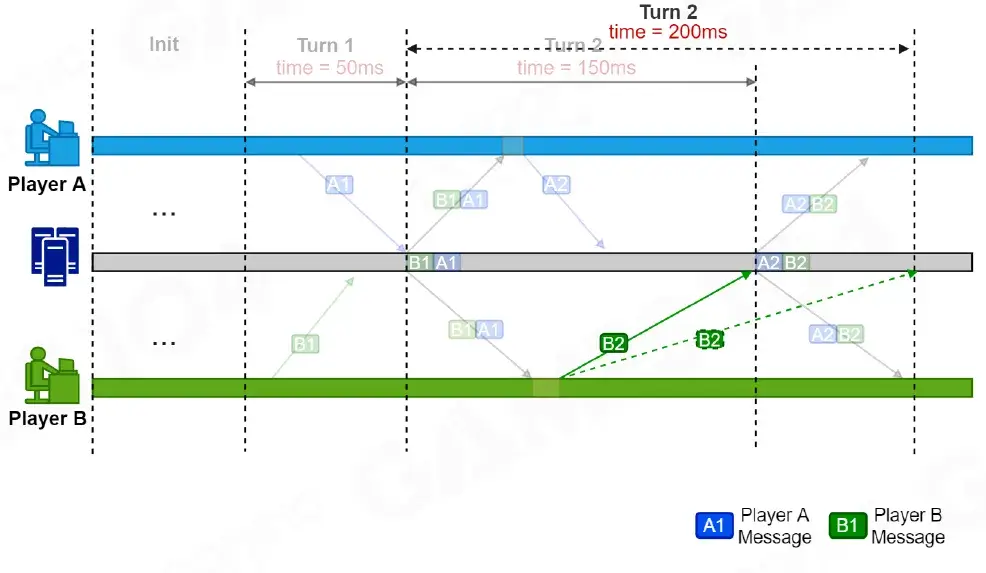 Turn 2
time = 200ms
Init
Turn 1
Turn 2
time = 50ms
time = 150ms
Player A
A1
B1 A1
A2
A2 B2
...
B1 A1
A2 B2
...
B1
B1 A1
B2
B2
A2 B2
Player B
A1
Player A
Message
B1
Player B
Message